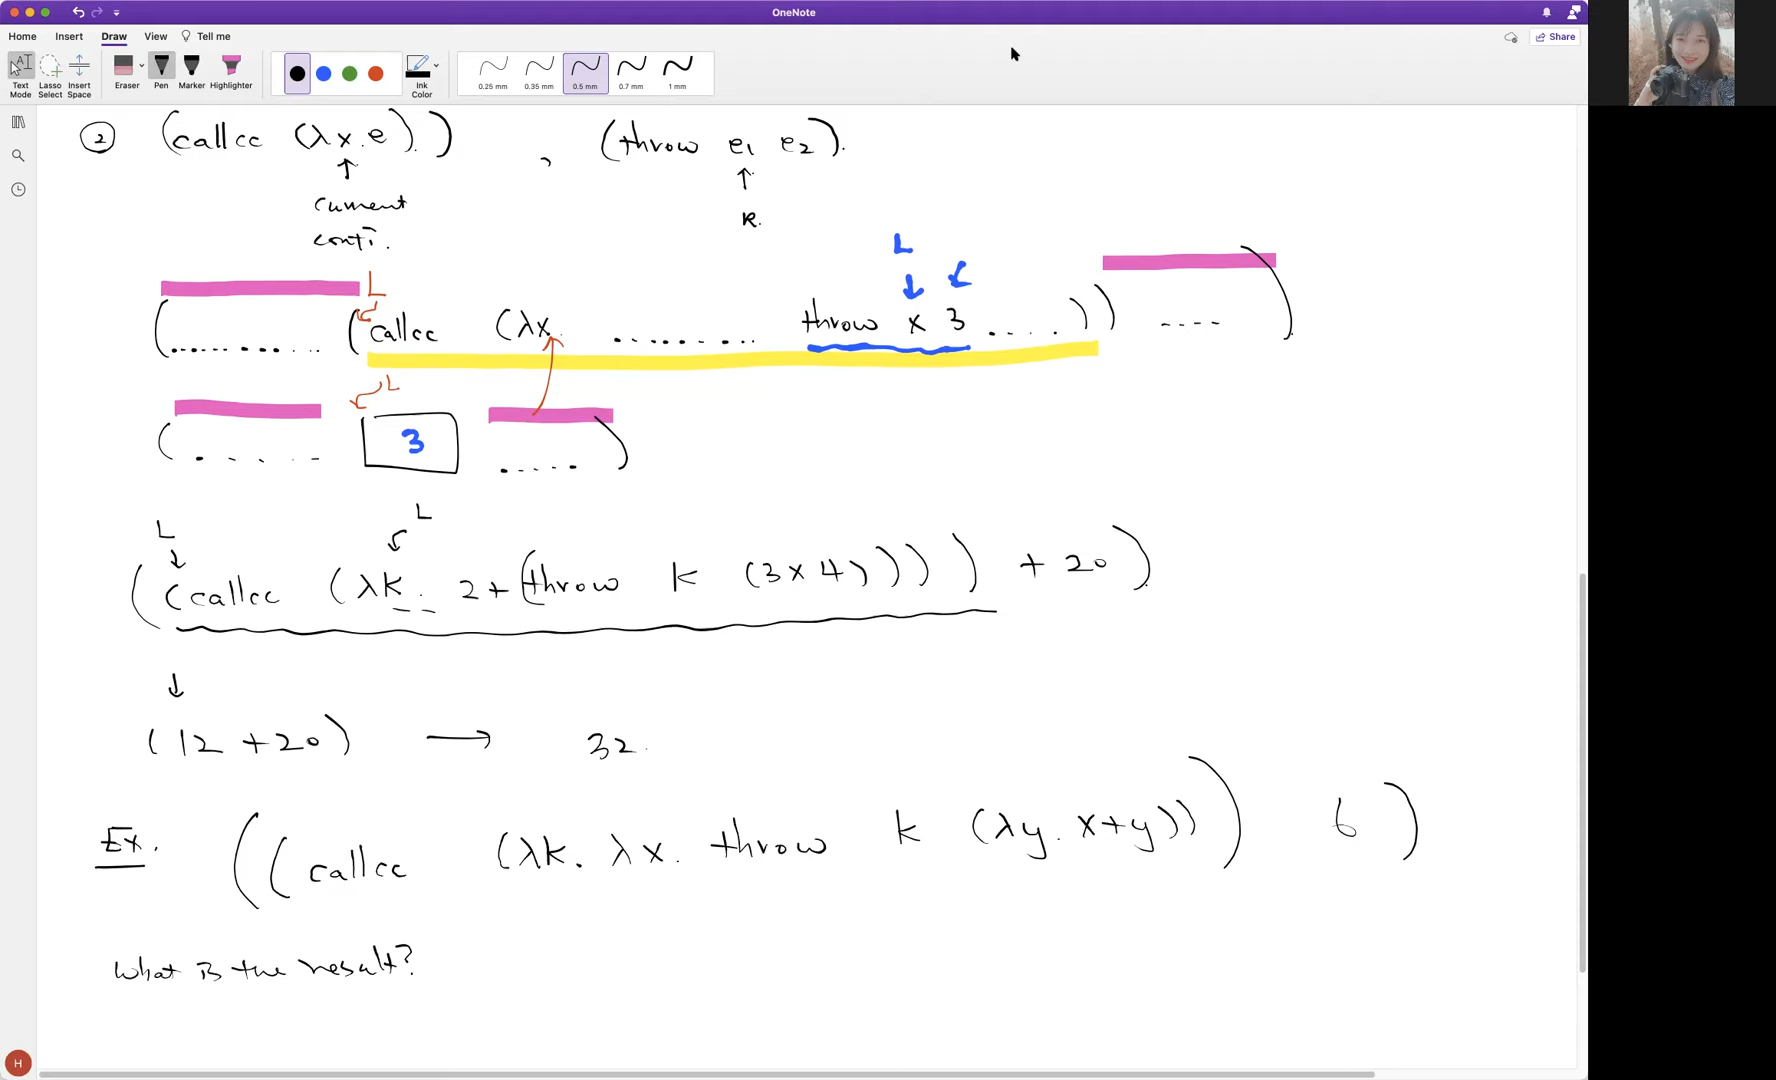 OneNote
Home Insert Draw View Tell me
Share
Text Mode
Lasso Select
Insert Space
Eraser
Pen
Marker
Highlighter
Ink Color
0.25 mm
0.35 mm
0.5 mm
0.7 mm
1 mm
② (callcc (λx.e).) , (throw e1 e2).
current
conti.
k.
L
L
(......... (callcc (λx. ......... throw x 3 .....)) ....)
L
(..... 3 .....)
L
L
((callcc (λk. 2+(throw k (3×4)))) + 20)
(12 +20) → 32.
Ex. ((callcc (λk. λx. throw k (λy. x+y))) 6)
What is the result?
H